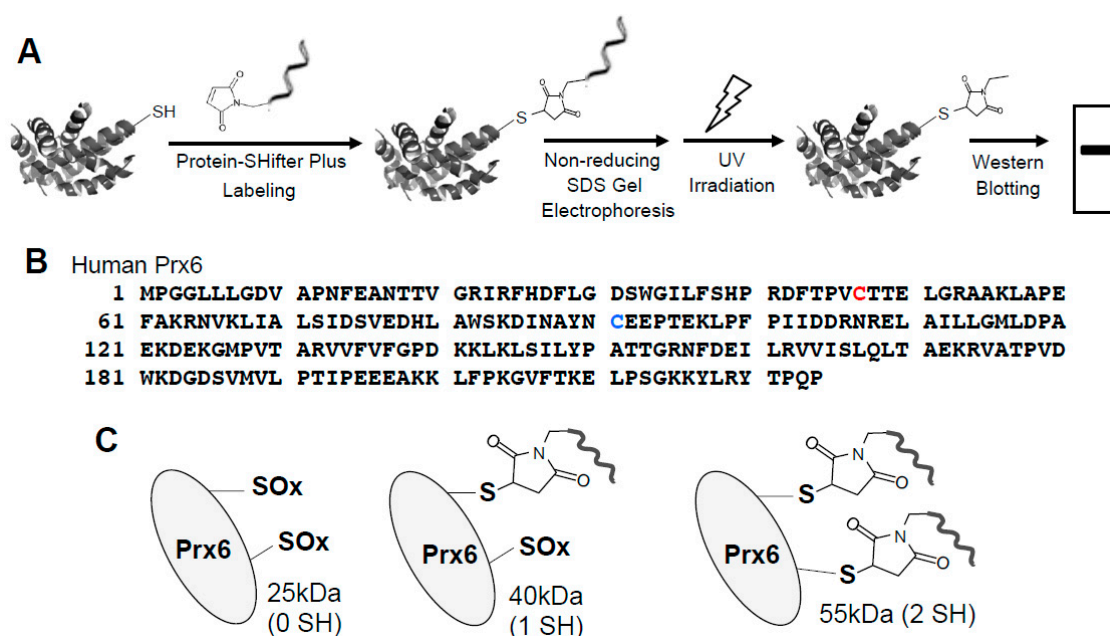 A
SH
O
N
O
Protein-SHifter Plus
Labeling
S
O
N
O
Non-reducing
SDS Gel
Electrophoresis
UV
Irradiation
S
O
N
O
Western
Blotting
B Human Prx6
1 MPGGLLLGDV APNFEANTTV GRIRFHDFLG DSWGILFSHP RDFTPVCTTE LGRAAKLAPE
61 FAKRNVKLIA LSIDSVEDHL AWSKDINAYN CEEPTEKLPF PIIDDRNREL AILLGMLDPA
121 EKDEKGMPVT ARVVFVFGPD KKLKLSILYP ATTGRNFDEI LRVVISLQLT AEKRVATPVD
181 WKDGDSVMVL PTIPEEEAKK LFPKGVFTKE LPSGKKYLRY TPQP
C
Prx6
SOx
SOx
25kDa
(0 SH)
Prx6
S
O
N
O
SOx
40kDa
(1 SH)
Prx6
S
O
N
O
S
O
N
O
55kDa (2 SH)